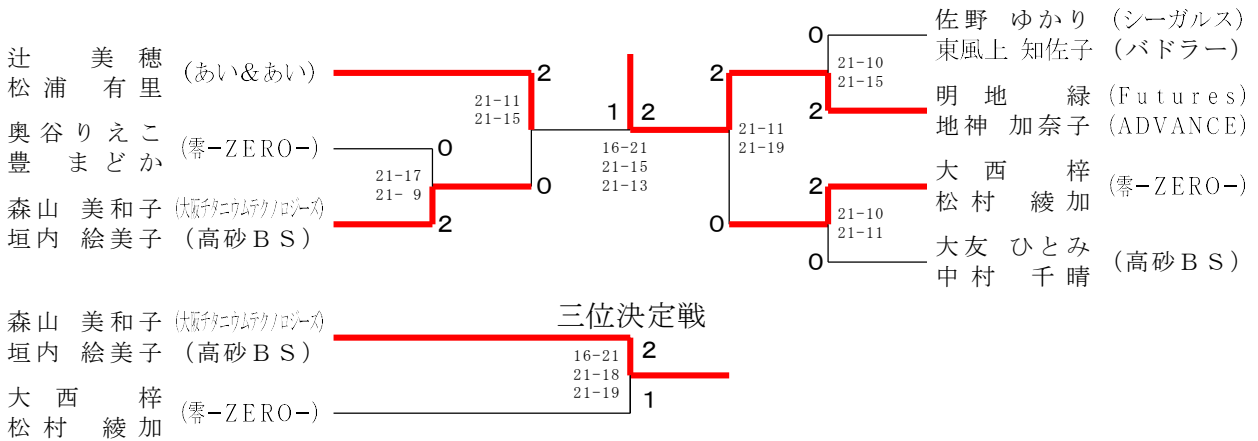 辻 美穂
松浦 有里
(あい&あい)
2
21-11
21-15
奥谷りえこ
豊 まどか
(零-ZERO-)
0
21-17
21- 9
0
森山 美和子 (大阪チタニウムテクノロジーズ)
垣内 絵美子 (高砂BS)
2
1 2
16-21
21-15
21-13
佐野 ゆかり (シーガルス)
東風上 知佐子 (バドラー)
0
21-10
21-15
2
2
明地 緑 (Futures)
地神 加奈子 (ADVANCE)
21-11
21-19
大西 梓
松村 綾加
(零-ZERO-)
2
21-10
21-11
0
0
大友 ひとみ
中村 千晴
(高砂BS)
三位決定戦
森山 美和子 (大阪チタニウムテクノロジーズ)
垣内 絵美子 (高砂BS)
2
16-21
21-18
21-19
1
大西 梓
松村 綾加
(零-ZERO-)